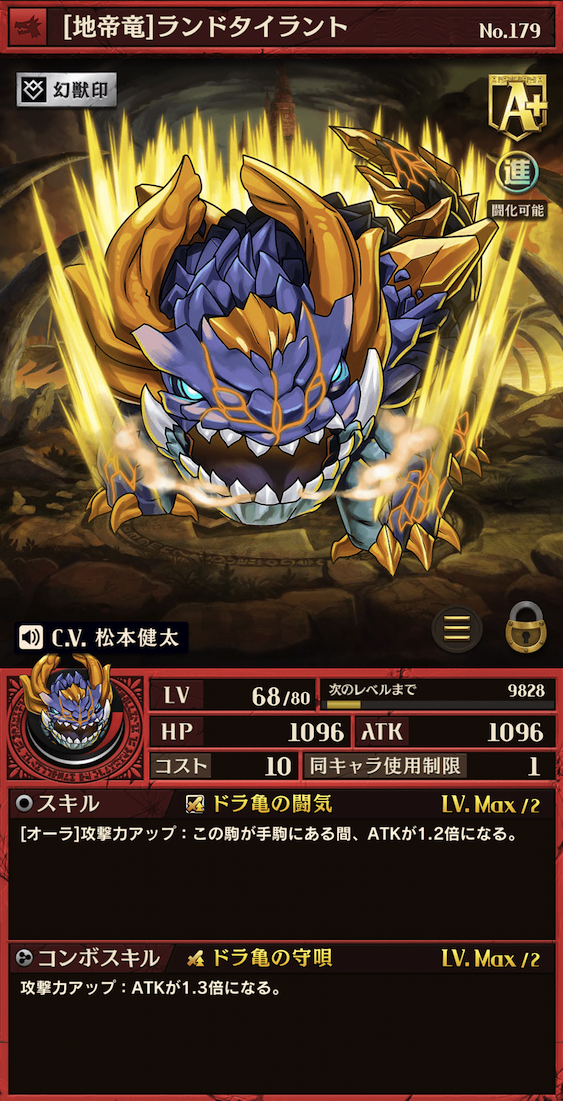 [地帝竜]ランドタイラント
No.179
幻獣印
A+
進
闘化可能
C.V. 松本健太
LV 68/80
次のレベルまで 9828
HP 1096
ATK 1096
コスト 10
同キャラ使用制限 1
スキル ドラ亀の闘気 LV. Max /2
[オーラ]攻撃力アップ：この駒が手駒にある間、ATKが1.2倍になる。
コンボスキル ドラ亀の守唄 LV. Max /2
攻撃力アップ：ATKが1.3倍になる。